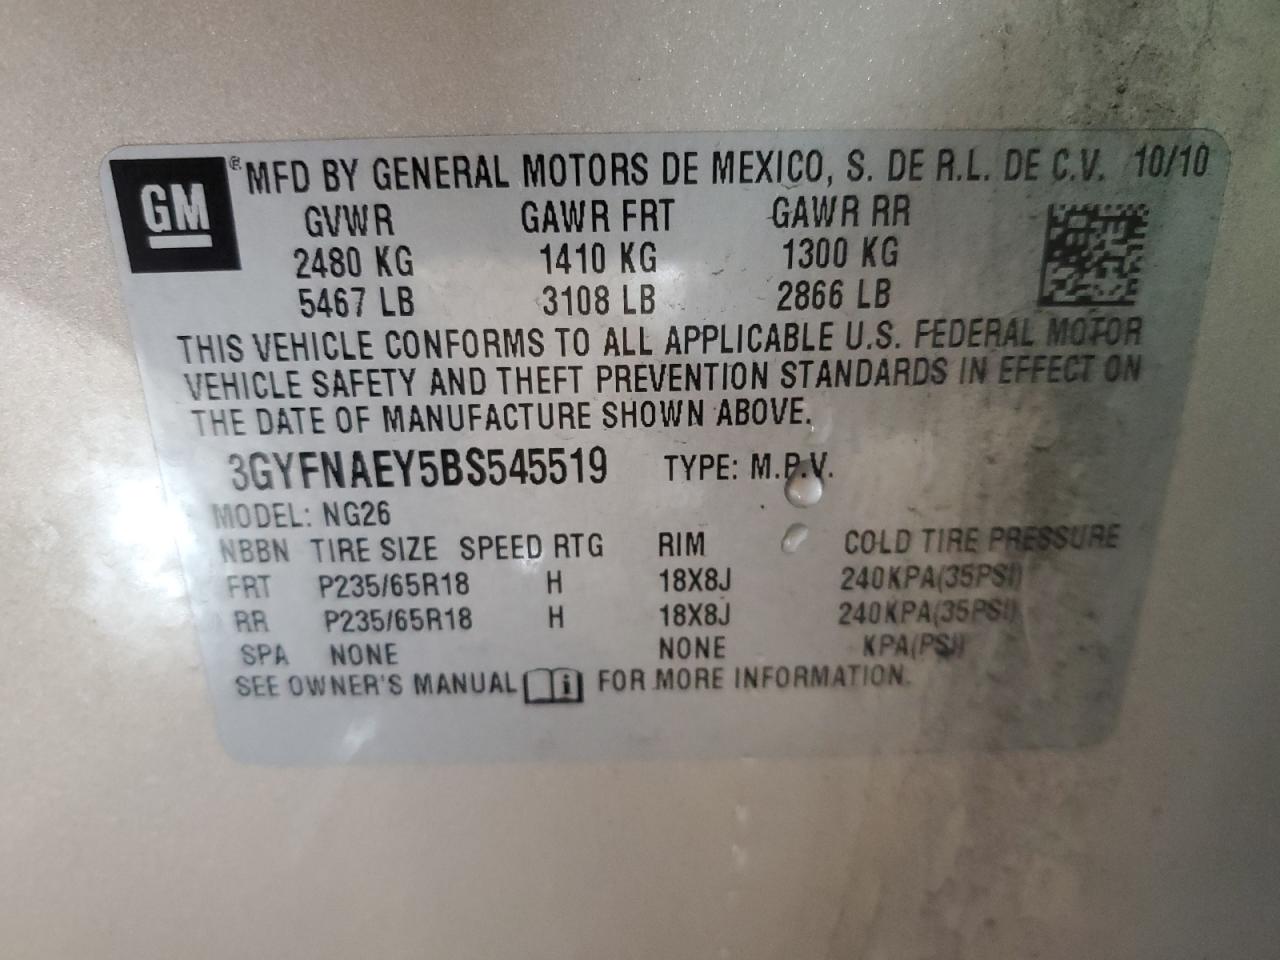 GM ® MFD BY GENERAL MOTORS DE MEXICO, S. DE R.L. DE C.V. 10/10
GVWR GAWR FRT GAWR RR
2480 KG 1410 KG 1300 KG
5467 LB 3108 LB 2866 LB
THIS VEHICLE CONFORMS TO ALL APPLICABLE U.S. FEDERAL MOTOR
VEHICLE SAFETY AND THEFT PREVENTION STANDARDS IN EFFECT ON
THE DATE OF MANUFACTURE SHOWN ABOVE.
3GYFNAEY5BS545519 TYPE: M.P.V.
MODEL: NG26
NBBN TIRE SIZE SPEED RTG RIM COLD TIRE PRESSURE
FRT P235/65R18 H 18X8J 240KPA(35PSI)
RR P235/65R18 H 18X8J 240KPA(35PSI)
SPA NONE NONE KPA(PSI)
SEE OWNER'S MANUAL i FOR MORE INFORMATION.